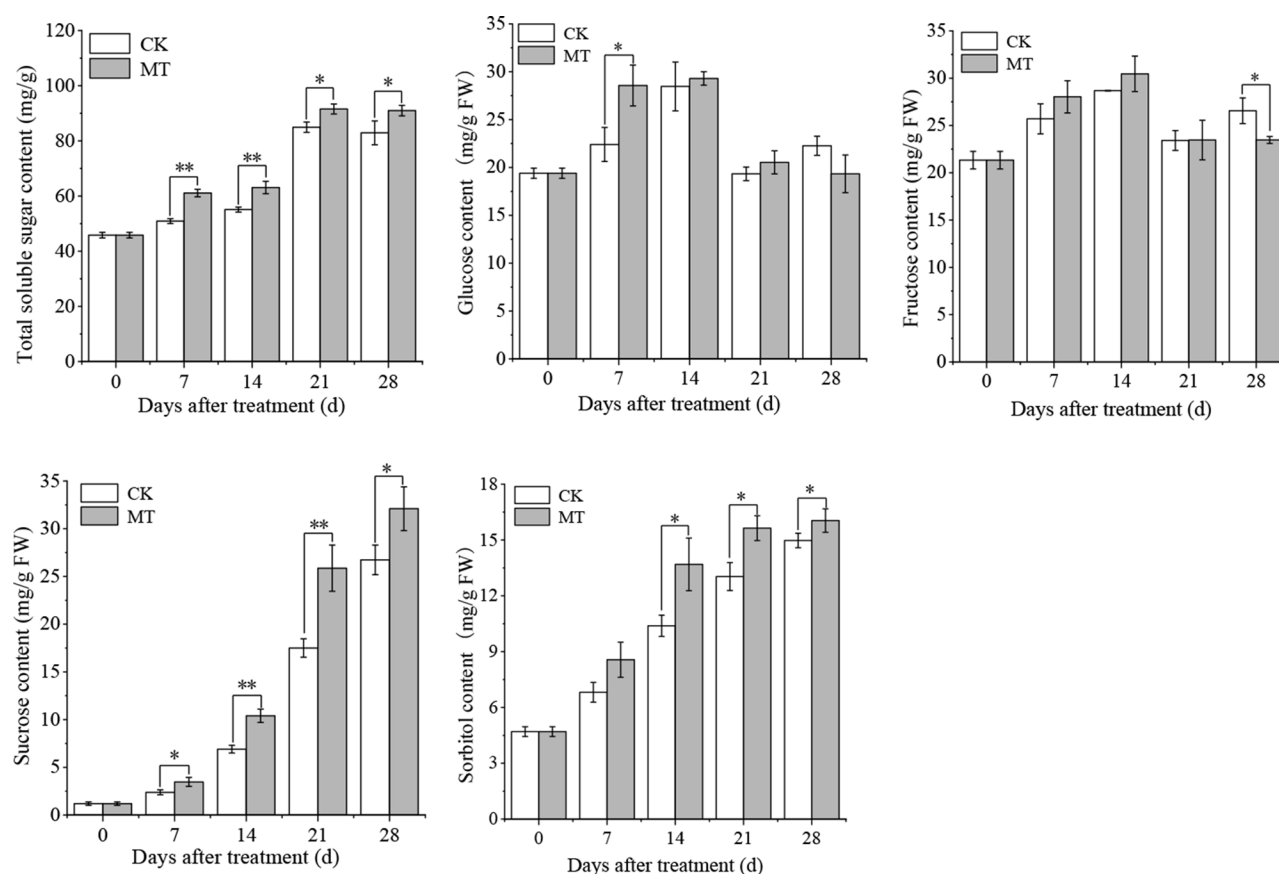 Total soluble sugar content (mg/g)
120
100
80
60
40
20
0
CK
MT
**
**
*
*
0 7 14 21 28
Days after treatment (d)
Glucose content (mg/g FW)
35
30
25
20
15
10
5
0
CK
MT
*
0 7 14 21 28
Days after treatment (d)
Fructose content (mg/g FW)
35
30
25
20
15
10
5
0
CK
MT
*
0 7 14 21 28
Days after treatment (d)
Sucrose content (mg/g FW)
35
30
25
20
15
10
5
0
CK
MT
*
**
**
*
0 7 14 21 28
Days after treatment (d)
Sorbitol content (mg/g FW)
18
15
12
9
6
3
0
CK
MT
*
*
*
0 7 14 21 28
Days after treatment (d)